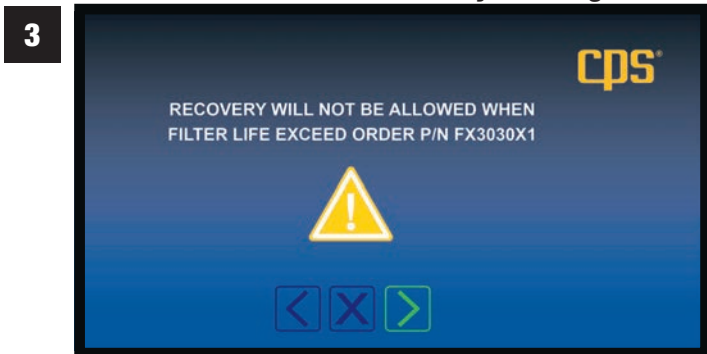 3
cps®
RECOVERY WILL NOT BE ALLOWED WHEN
FILTER LIFE EXCEED ORDER P/N FX3030X1